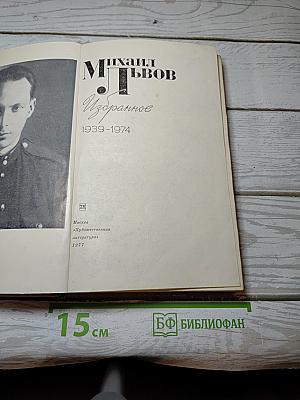 Михаил
Львов
Избранное
1939-1974
Москва
«Художественная
литература»
1977
15 см
БФ БИБЛИОФАН